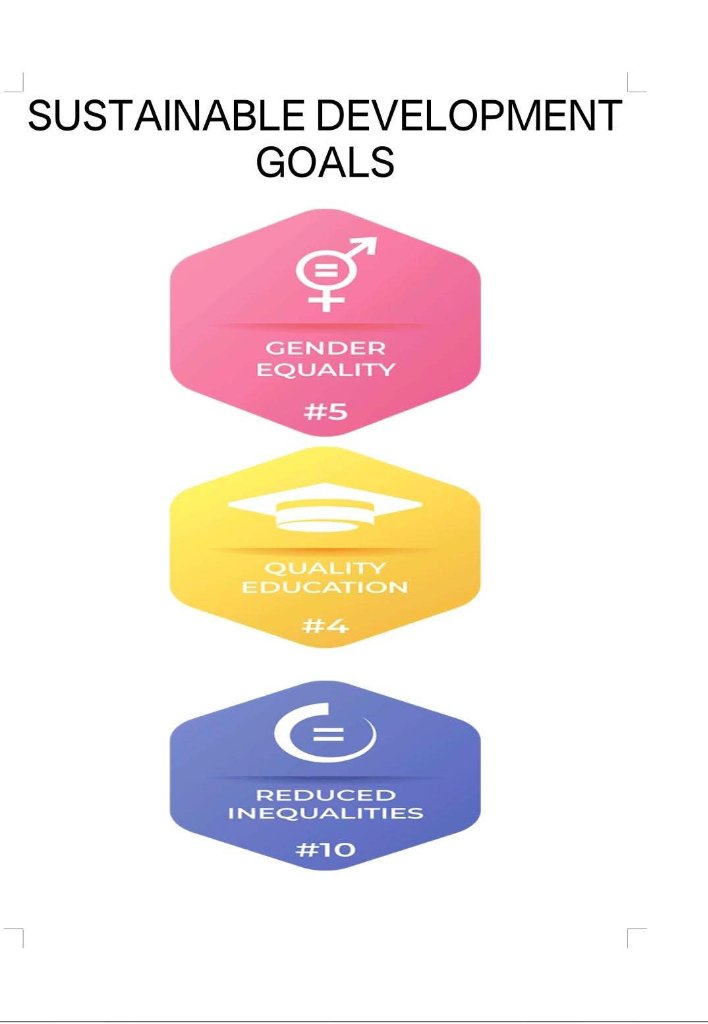 SUSTAINABLE DEVELOPMENT
GOALS
GENDER
EQUALITY
#5
QUALITY
EDUCATION
#4
REDUCED
INEQUALITIES
#10